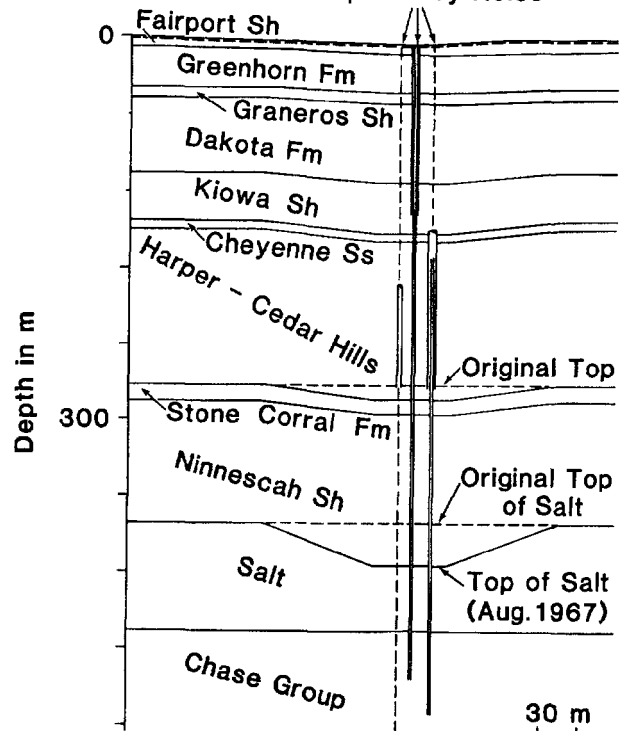 Fairport Sh
0
Greenhorn Fm
Graneros Sh
Dakota Fm
Kiowa Sh
Cheyenne Ss
Harper - Cedar Hills
Original Top
Depth in m
300
Stone Corral Fm
Ninnescah Sh
Original Top
of Salt
Salt
Top of Salt
(Aug.1967)
Chase Group
30 m